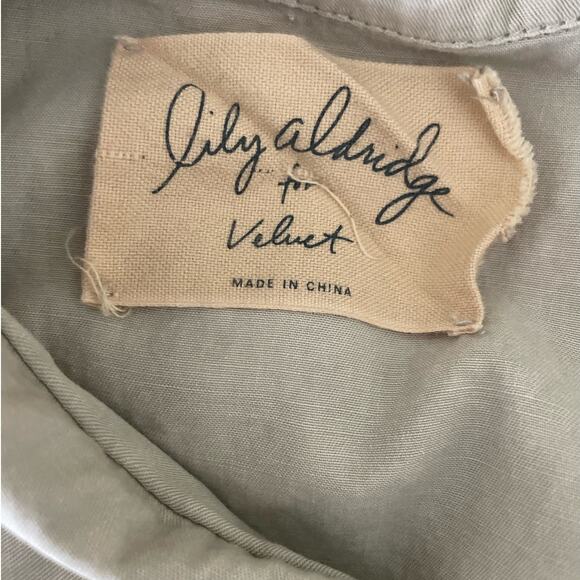 lily aldridge
for
Velvet
MADE IN CHINA